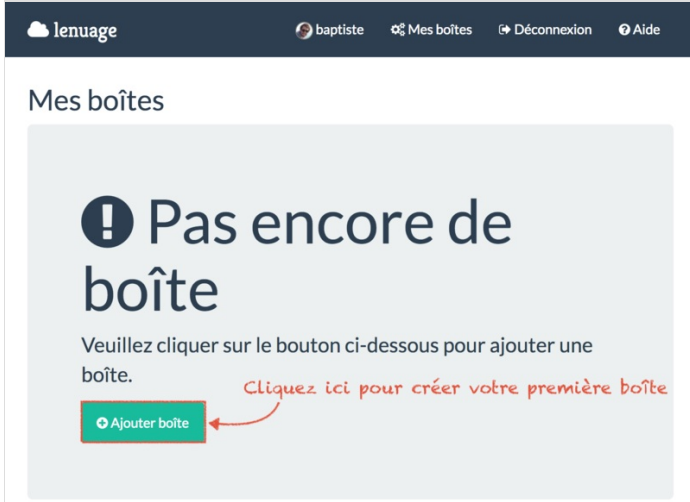 lenuage baptiste Mes boîtes Déconnexion Aide
Mes boîtes
Pas encore de
boîte
Veuillez cliquer sur le bouton ci-dessous pour ajouter une
boîte.
Cliquez ici pour créer votre première boîte
Ajouter boîte